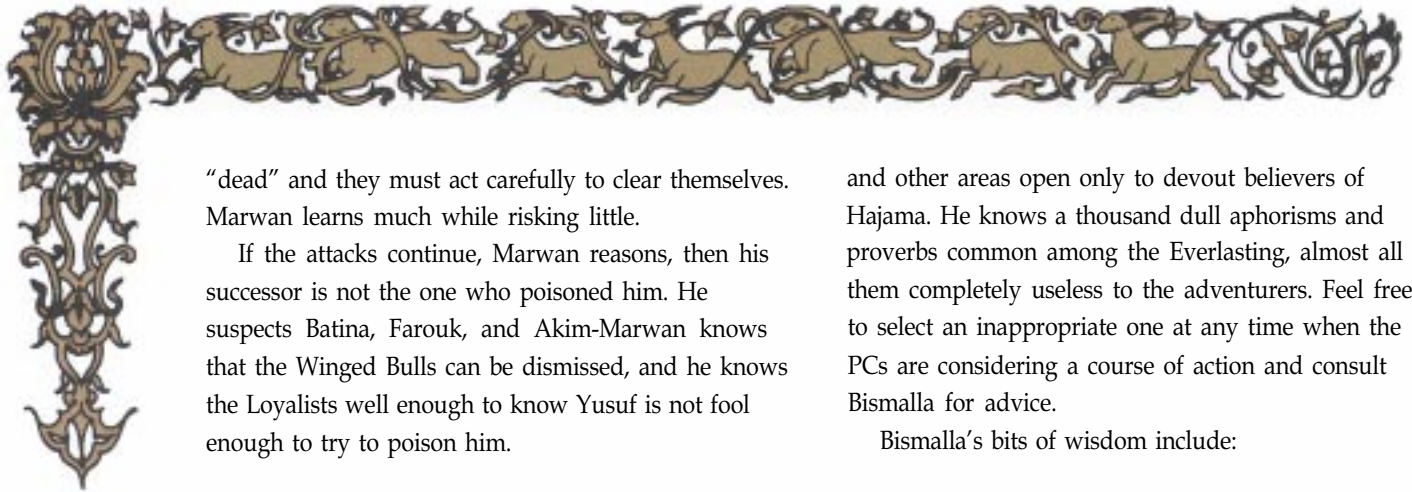 “dead” and they must act carefully to clear themselves.
Marwan learns much while risking little.
If the attacks continue, Marwan reasons, then his
successor is not the one who poisoned him. He
suspects Batina, Farouk, and Akim-Marwan knows
that the Winged Bulls can be dismissed, and he knows
the Loyalists well enough to know Yusuf is not fool
enough to try to poison him.
and other areas open only to devout believers of
Hajama. He knows a thousand dull aphorisms and
proverbs common among the Everlasting, almost all
them completely useless to the adventurers. Feel free
to select an inappropriate one at any time when the
PCs are considering a course of action and consult
Bismalla for advice.
Bismalla’s bits of wisdom include: